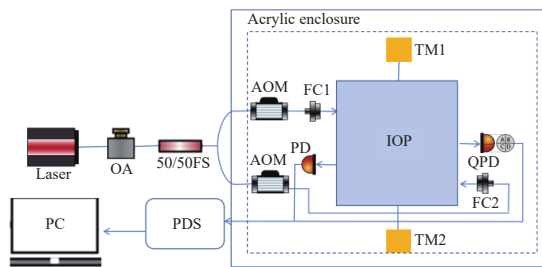 Acrylic enclosure
TM1
AOM
FC1
IOP
PD
A B
C D
QPD
Laser
OA
50/50FS
AOM
FC2
PC
PDS
TM2